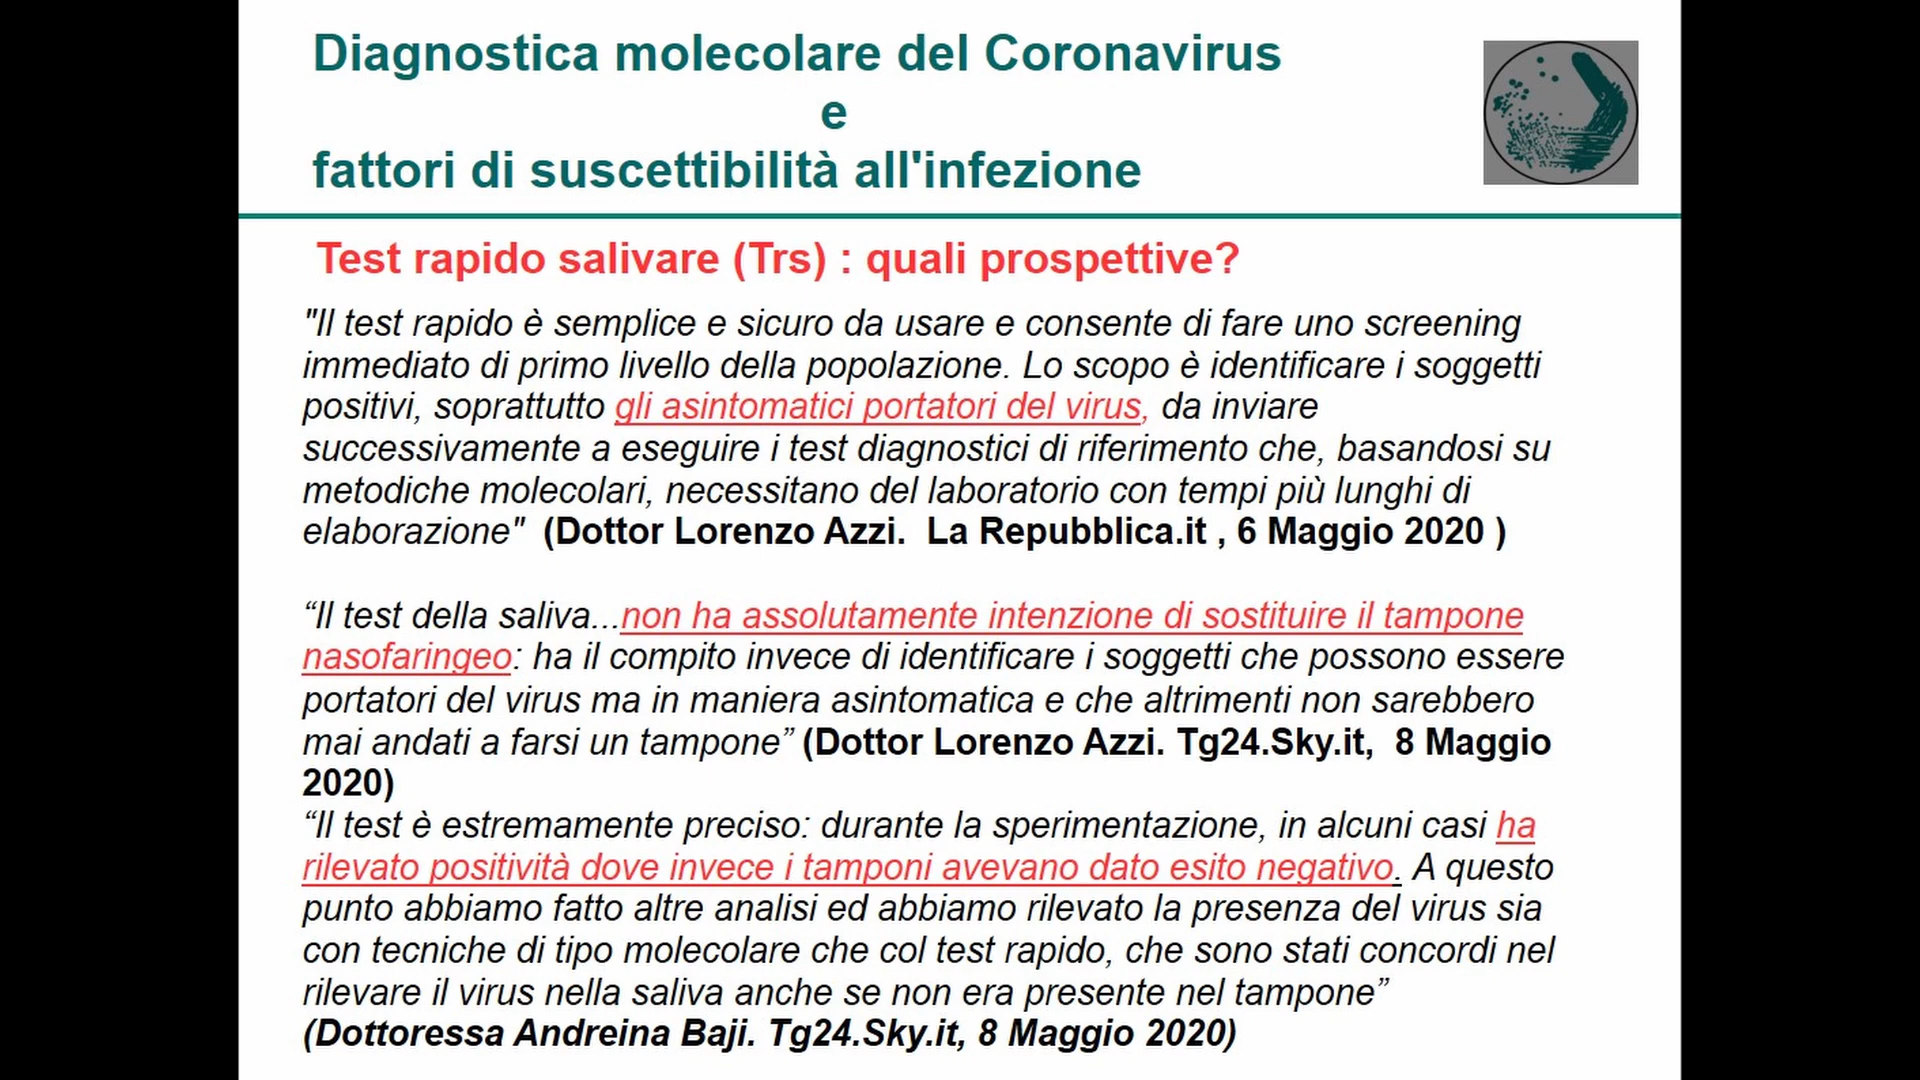 Diagnostica molecolare del Coronavirus
e
fattori di suscettibilità all'infezione
Test rapido salivare (Trs) : quali prospettive?
"Il test rapido è semplice e sicuro da usare e consente di fare uno screening
immediato di primo livello della popolazione. Lo scopo è identificare i soggetti
positivi, soprattutto gli asintomatici portatori del virus, da inviare
successivamente a eseguire i test diagnostici di riferimento che, basandosi su
metodiche molecolari, necessitano del laboratorio con tempi più lunghi di
elaborazione" (Dottor Lorenzo Azzi. La Repubblica.it , 6 Maggio 2020 )
“Il test della saliva...non ha assolutamente intenzione di sostituire il tampone
nasofaringeo: ha il compito invece di identificare i soggetti che possono essere
portatori del virus ma in maniera asintomatica e che altrimenti non sarebbero
mai andati a farsi un tampone” (Dottor Lorenzo Azzi. Tg24.Sky.it, 8 Maggio
2020)
“Il test è estremamente preciso: durante la sperimentazione, in alcuni casi ha
rilevato positività dove invece i tamponi avevano dato esito negativo. A questo
punto abbiamo fatto altre analisi ed abbiamo rilevato la presenza del virus sia
con tecniche di tipo molecolare che col test rapido, che sono stati concordi nel
rilevare il virus nella saliva anche se non era presente nel tampone”
(Dottoressa Andreina Baji. Tg24.Sky.it, 8 Maggio 2020)